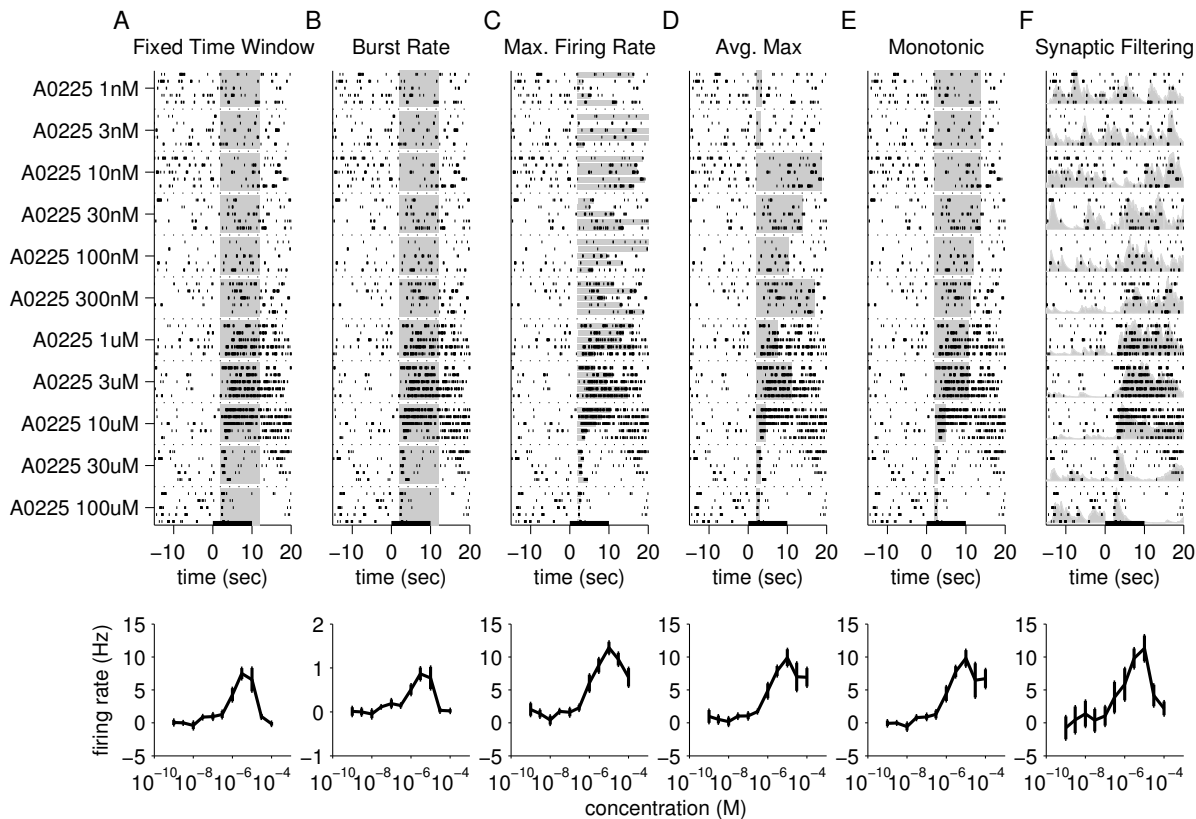 A B C D E F
Fixed Time Window Burst Rate Max. Firing Rate Avg. Max Monotonic Synaptic Filtering
A0225 1nM
A0225 3nM
A0225 10nM
A0225 30nM
A0225 100nM
A0225 300nM
A0225 1uM
A0225 3uM
A0225 10uM
A0225 30uM
A0225 100uM
−10 0 10 20 −10 0 10 20 −10 0 10 20 −10 0 10 20 −10 0 10 20 −10 0 10 20
time (sec) time (sec) time (sec) time (sec) time (sec) time (sec)
15 2 15 15 15 15
10 1 10 10 10 10
5 0 5 5 5 5
0 −1 0 0 0 0
−5 −5 −5 −5 −5
firing rate (Hz)
10−10 10−8 10−6 10−4 10−10 10−8 10−6 10−4 10−10 10−8 10−6 10−4 10−10 10−8 10−6 10−4 10−10 10−8 10−6 10−4 10−10 10−8 10−6 10−4
concentration (M)